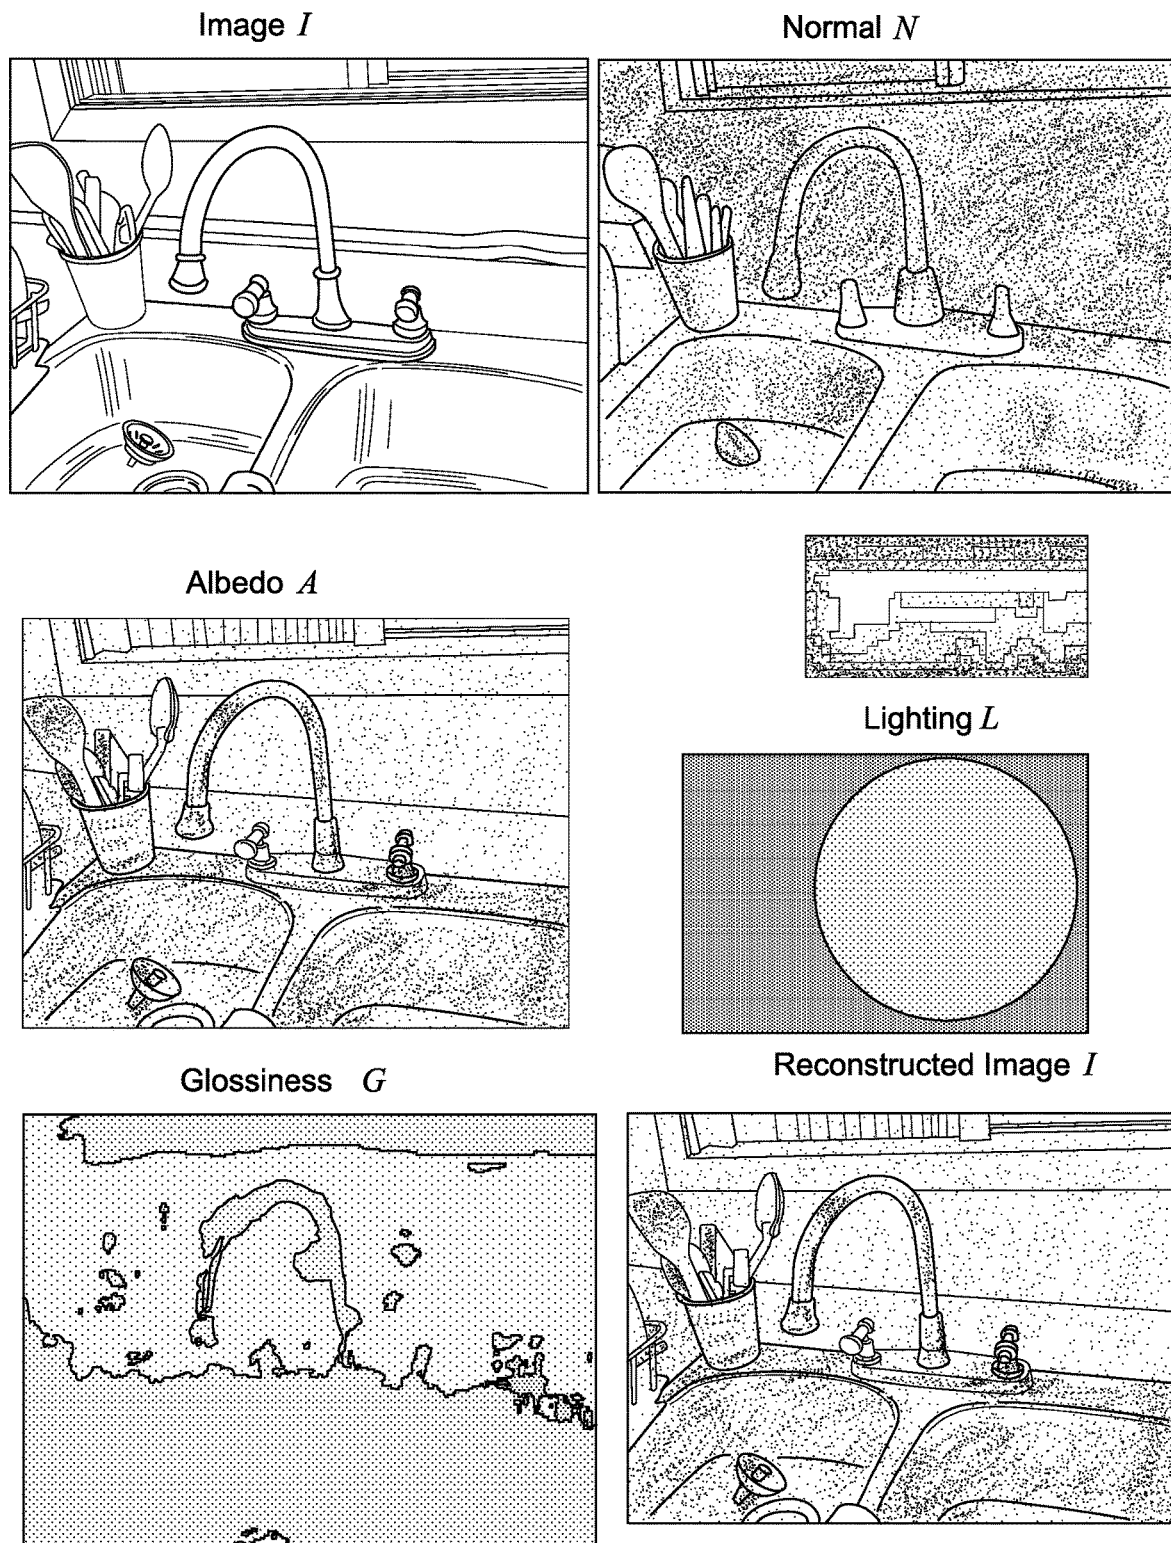 Image I
Normal N
Albedo A
Lighting L
Glossiness G
Reconstructed Image I